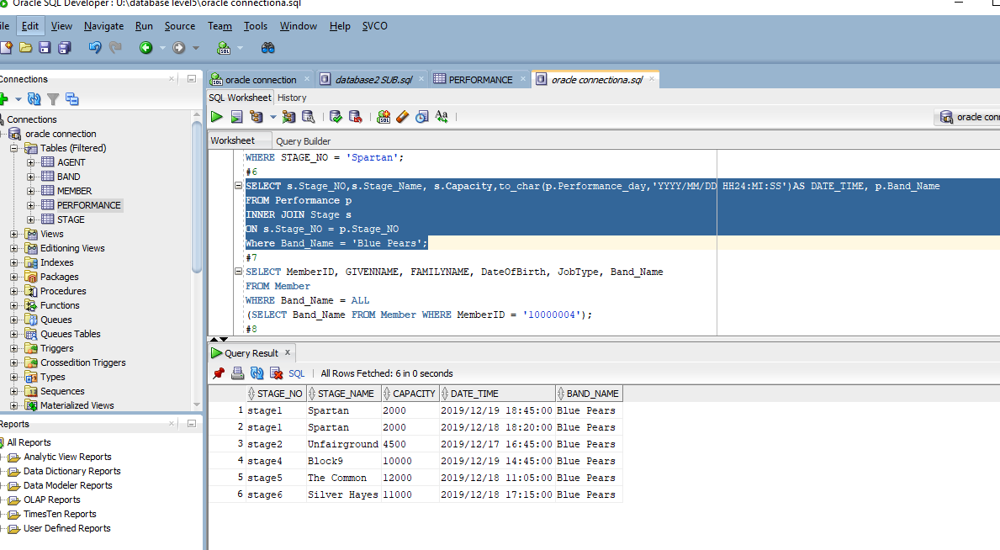 Oracle SQL Developer : U:\database level5\oracle connectiona.sql
ile Edit View Navigate Run Source Team Tools Window Help SVCO
Connections
Connections
oracle connection
Tables (Filtered)
AGENT
BAND
MEMBER
PERFORMANCE
STAGE
Views
Editioning Views
Indexes
Packages
Procedures
Functions
Queues
Queues Tables
Triggers
Crossedition Triggers
Types
Sequences
Materialized Views
Reports
All Reports
Analytic View Reports
Data Dictionary Reports
Data Modeler Reports
OLAP Reports
TimesTen Reports
User Defined Reports
oracle connection database2 SUB.sql PERFORMANCE oracle connectiona.sql
SQL Worksheet History
Aa oracle conn
Worksheet Query Builder
WHERE STAGE_NO = 'Spartan';
#6
SELECT s.Stage_NO,s.Stage_Name, s.Capacity,to_char(p.Performance_day,'YYYY/MM/DD HH24:MI:SS')AS DATE_TIME, p.Band_Name
FROM Performance p
INNER JOIN Stage s
ON s.Stage_NO = p.Stage_NO
Where Band_Name = 'Blue Pears';
#7
SELECT MemberID, GIVENNAME, FAMILYNAME, DateOfBirth, JobType, Band_Name
FROM Member
WHERE Band_Name = ALL
(SELECT Band_Name FROM Member WHERE MemberID = '10000004');
#8
Query Result
SQL | All Rows Fetched: 6 in 0 seconds
STAGE_NO STAGE_NAME CAPACITY DATE_TIME BAND_NAME
1 stage1 Spartan 2000 2019/12/19 18:45:00 Blue Pears
2 stage1 Spartan 2000 2019/12/18 18:20:00 Blue Pears
3 stage2 Unfairground 4500 2019/12/17 16:45:00 Blue Pears
4 stage4 Block9 10000 2019/12/19 14:45:00 Blue Pears
5 stage5 The Common 12000 2019/12/18 11:05:00 Blue Pears
6 stage6 Silver Hayes 11000 2019/12/18 17:15:00 Blue Pears